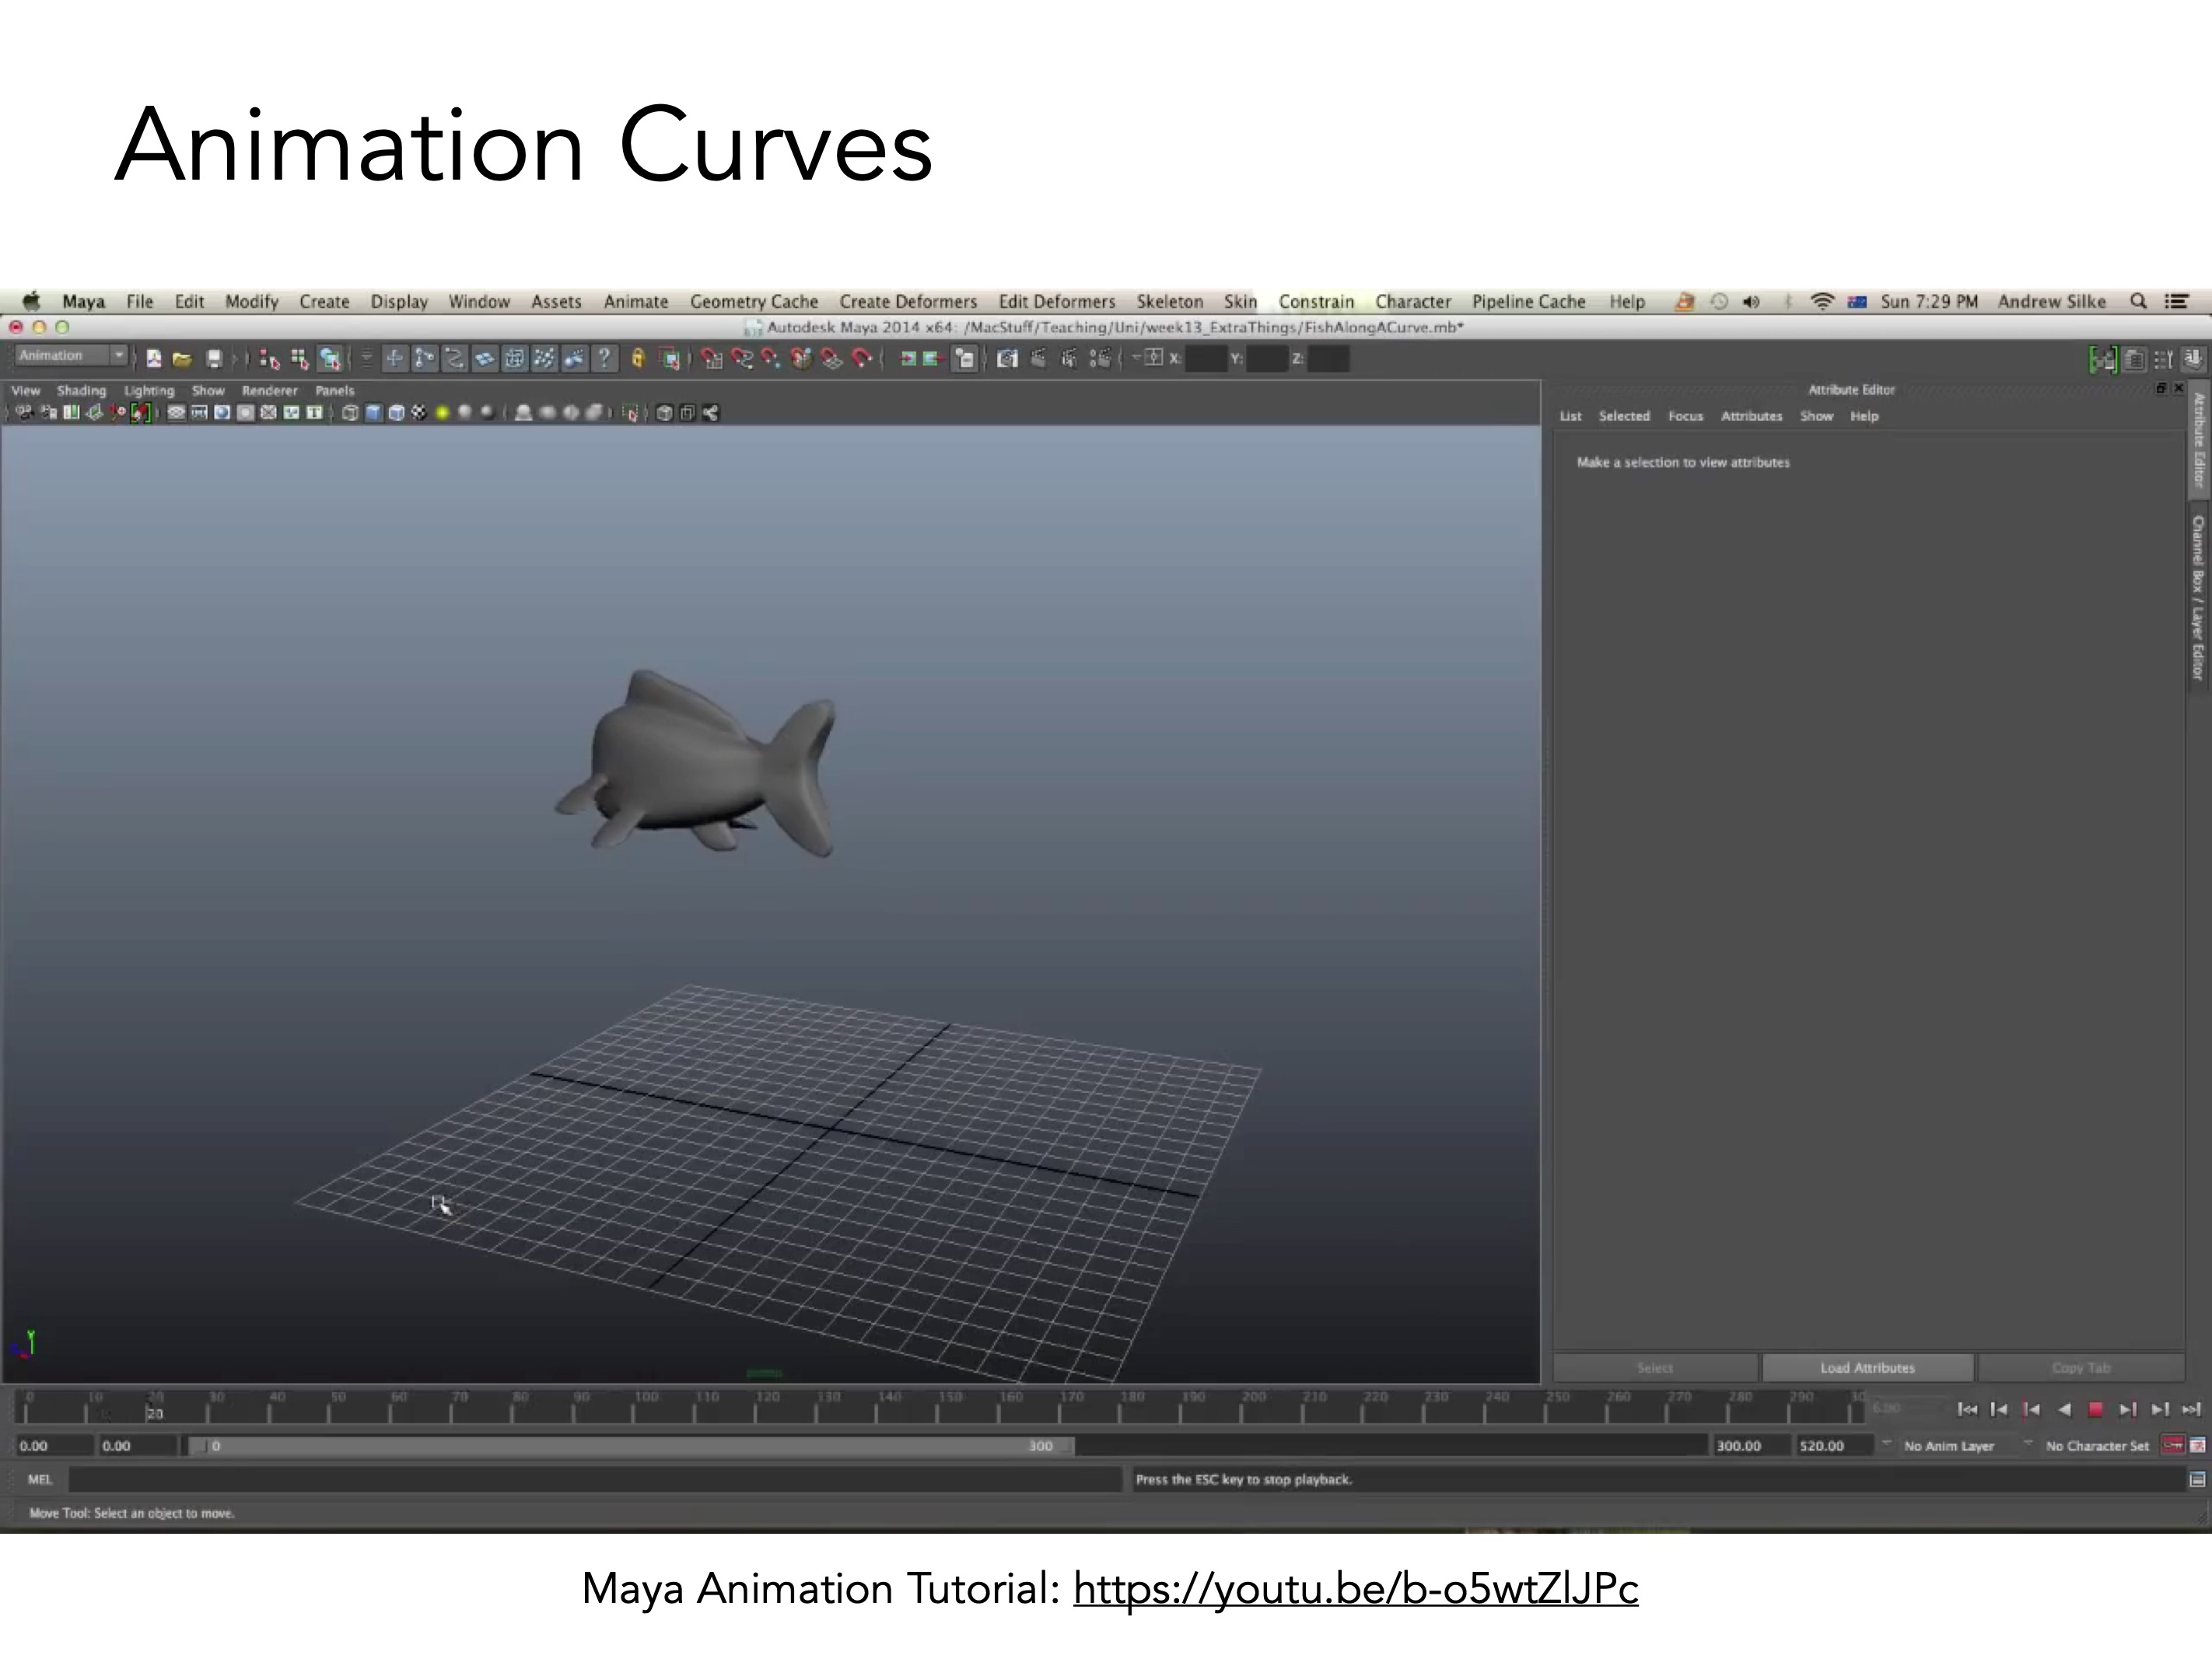 Animation Curves
Maya File Edit Modify Create Display Window Assets Animate Geometry Cache Create Deformers Edit Deformers Skeleton Skin Constrain Character Pipeline Cache Help Sun 7:29 PM Andrew Silke
Autodesk Maya 2014 x64: /MacStuff/Teaching/Uni/week13_ExtraThings/FishAlongACurve.mb*
Animation X: Y: Z:
View Shading Lighting Show Renderer Panels
Attribute Editor
List Selected Focus Attributes Show Help
Make a selection to view attributes
Attribute Editor
Channel Box / Layer Editor
Y
Select Load Attributes Copy Tab
0 10 20 30 40 50 60 70 80 90 100 110 120 130 140 150 160 170 180 190 200 210 220 230 240 250 260 270 280 290 30
20
6.00
0.00 0.00 0 300 300.00 520.00 No Anim Layer No Character Set
MEL Press the ESC key to stop playback.
Move Tool: Select an object to move.
Maya Animation Tutorial: https://youtu.be/b-o5wtZlJPc